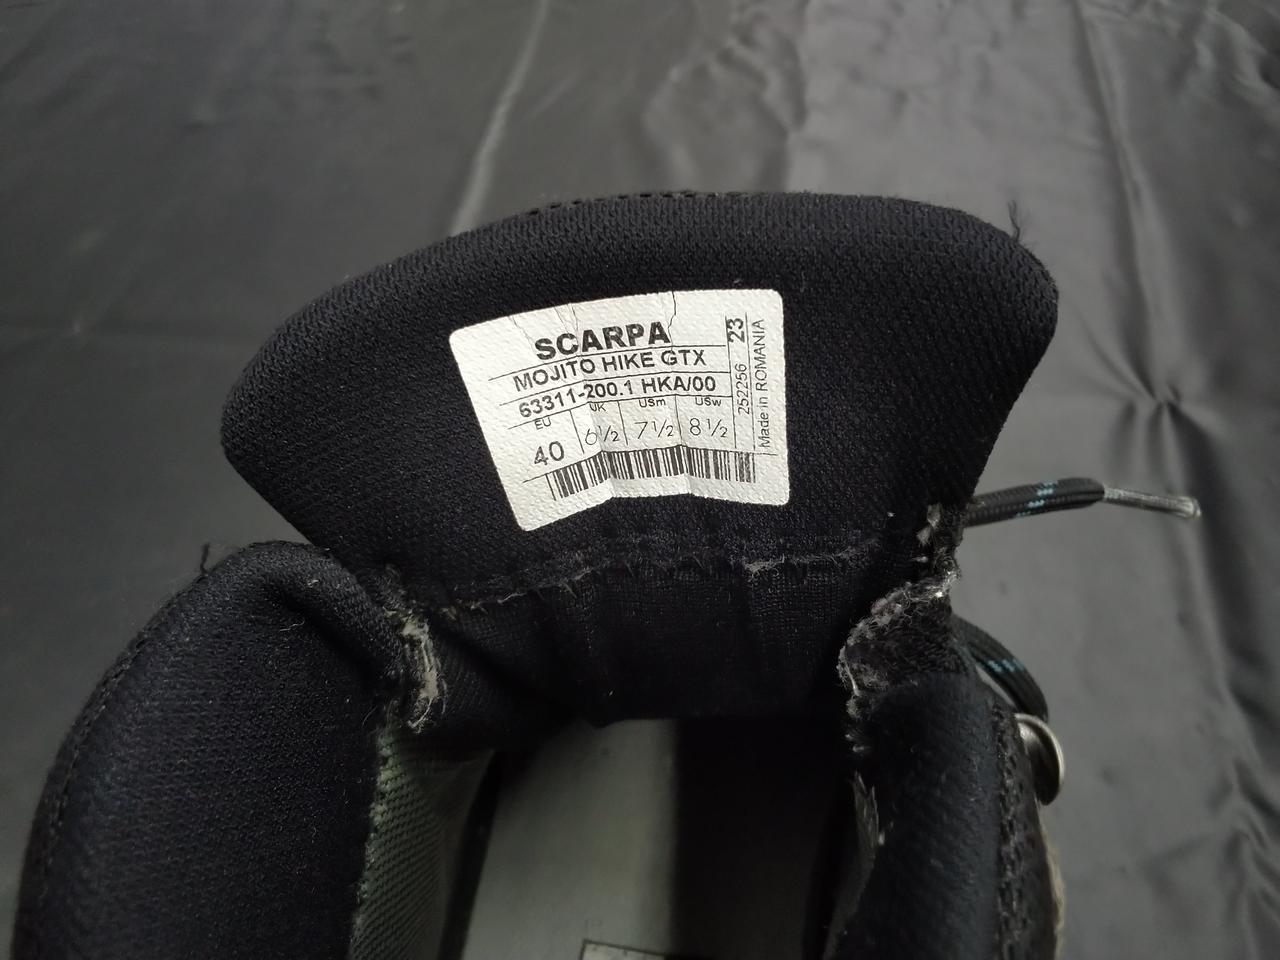 SCARPA
MOJITO HIKE GTX
63311-200.1 HKA/00
EU UK USm USw
40 6½ 7½ 8½
252256 23
Made in ROMANIA